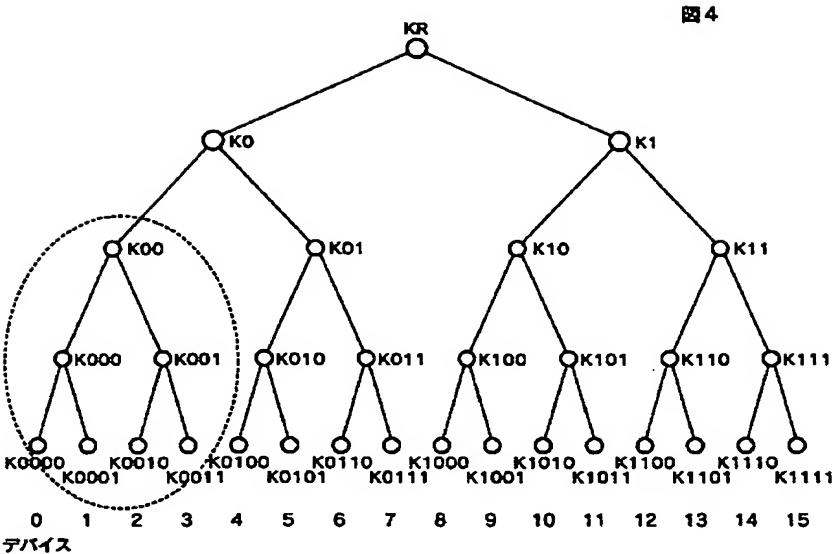 図4
KR
K0 K1
K00 K01 K10 K11
K000 K001 K010 K011 K100 K101 K110 K111
K0000 K0010 K0100 K0110 K1000 K1010 K1100 K1110
K0001 K0011 K0101 K0111 K1001 K1011 K1101 K1111
0 1 2 3 4 5 6 7 8 9 10 11 12 13 14 15
デバイス